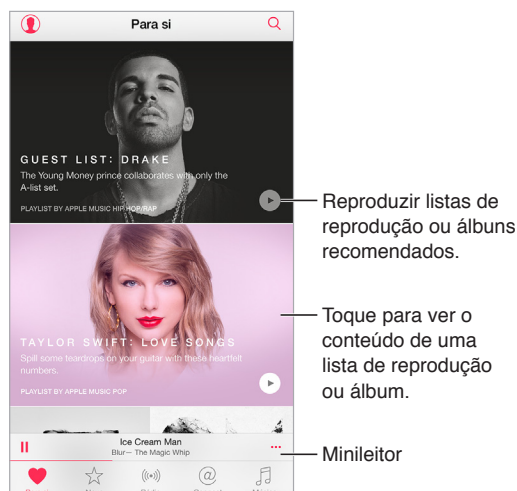 Para si
GUEST LIST: DRAKE
The Young Money prince collaborates with only the
A-list set.
PLAYLIST BY APPLE MUSIC HIP HOP/RAP
Reproduzir listas de
reprodução ou álbuns
recomendados.
TAYLOR SWIFT: LOVE SONGS
Spill some teardrops on your guitar with these heartfelt
numbers.
PLAYLIST BY APPLE MUSIC POP
Toque para ver o
conteúdo de uma
lista de reprodução
ou álbum.
Ice Cream Man
Blur— The Magic Whip
Minileitor